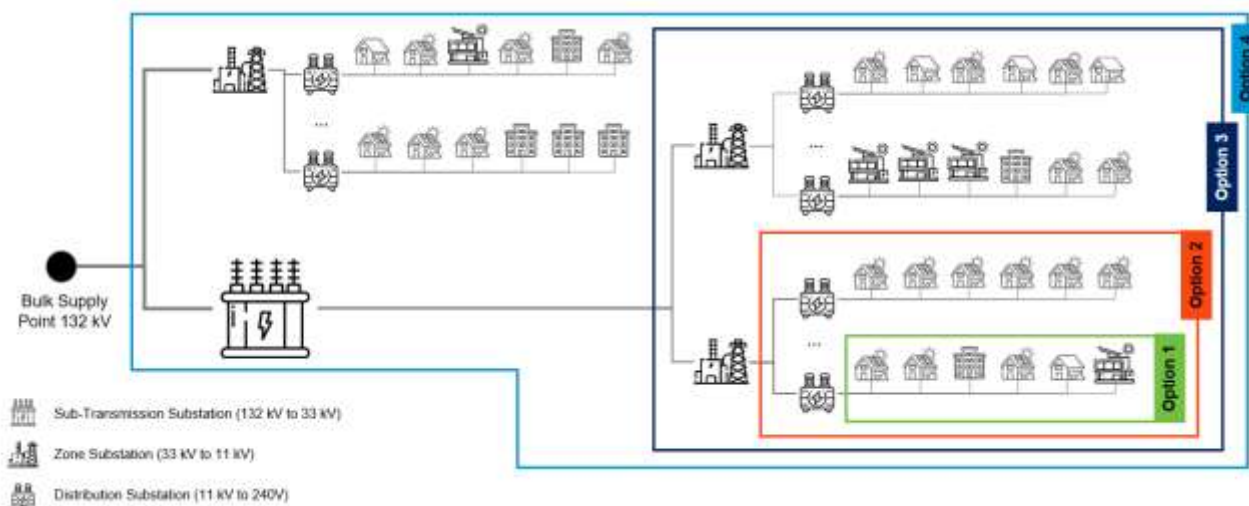 Option 4
Option 3
Option 2
Option 1
...
...
...
Bulk Supply
Point 132 kV
Sub-Transmission Substation (132 kV to 33 kV)
Zone Substation (33 kV to 11 kV)
Distribution Substation (11 kV to 240V)